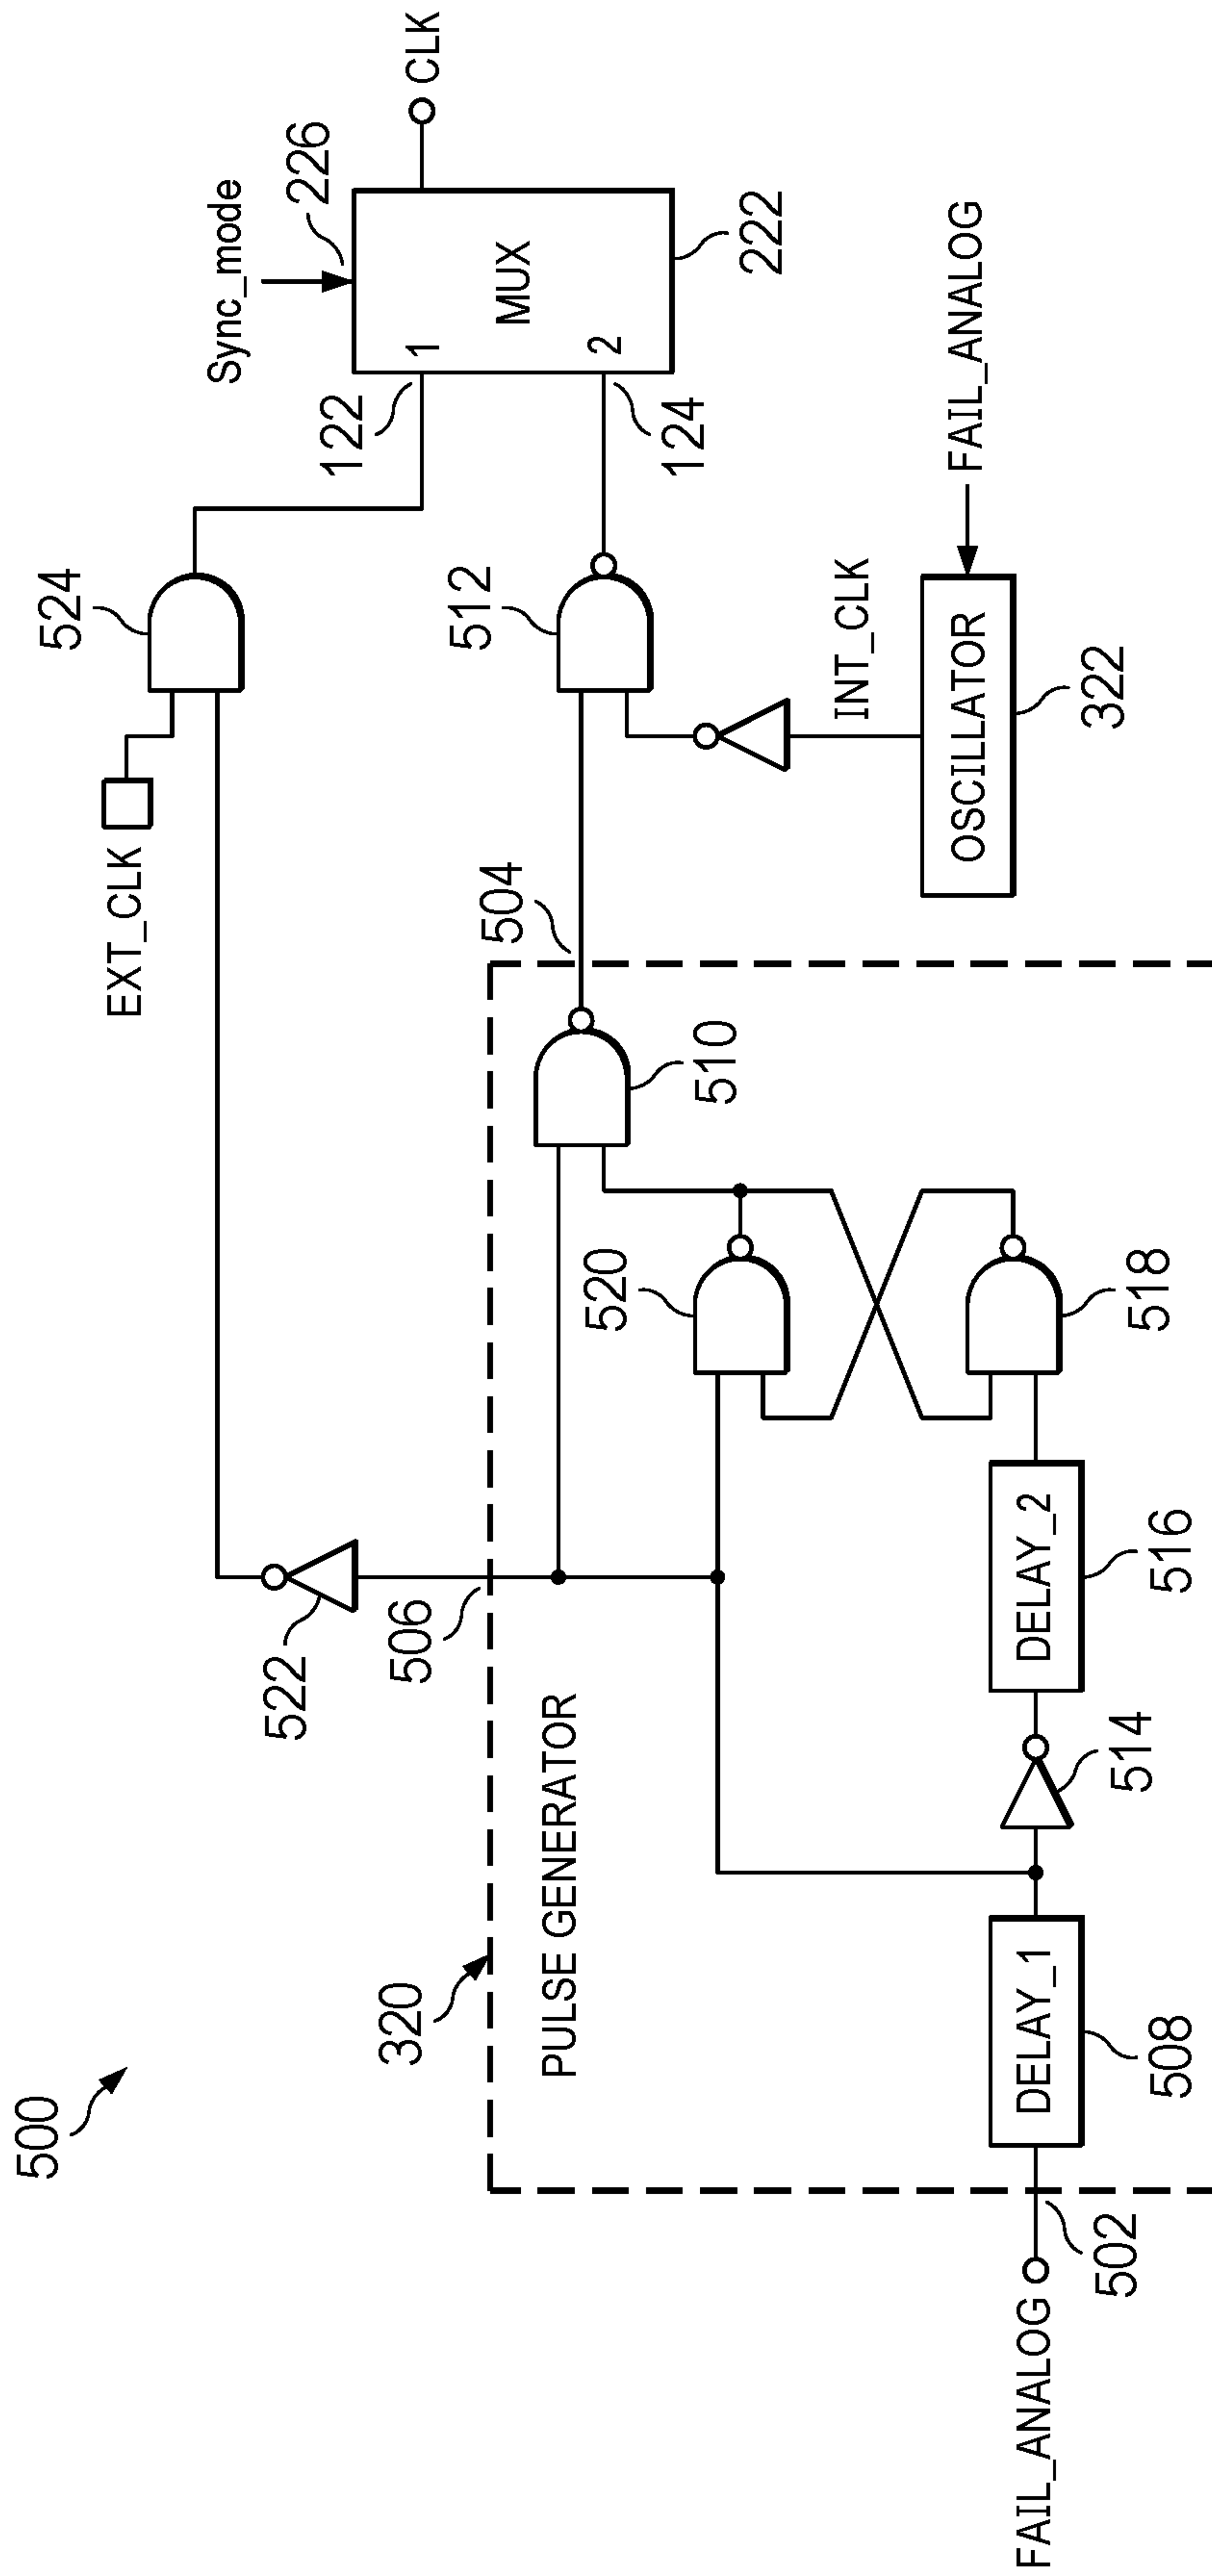 500
320
PULSE GENERATOR
FAIL_ANALOG
502
DELAY_1
508
514
DELAY_2
516
518
520
510
506
522
504
EXT_CLK
524
512
INT_CLK
OSCILLATOR
322
FAIL_ANALOG
122
124
1
2
MUX
222
Sync_mode
226
CLK